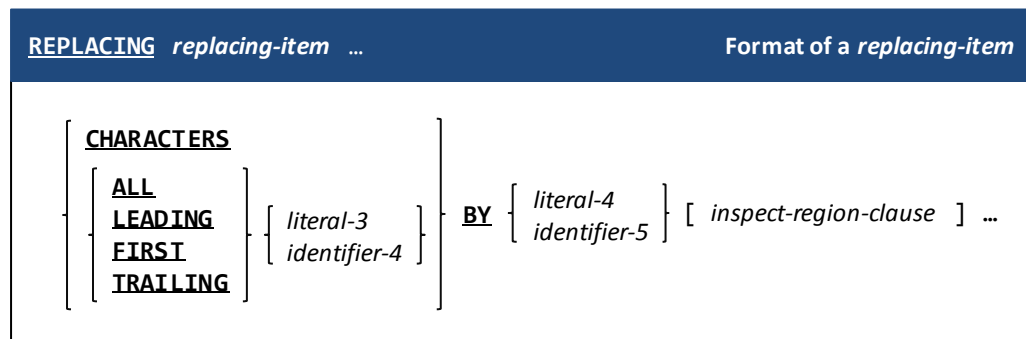 REPLACING replacing-item … Format of a replacing-item
CHARACTERS
ALL
LEADING
FIRST
TRAILING
literal-3
identifier-4
BY
literal-4
identifier-5
[ inspect-region-clause ] …